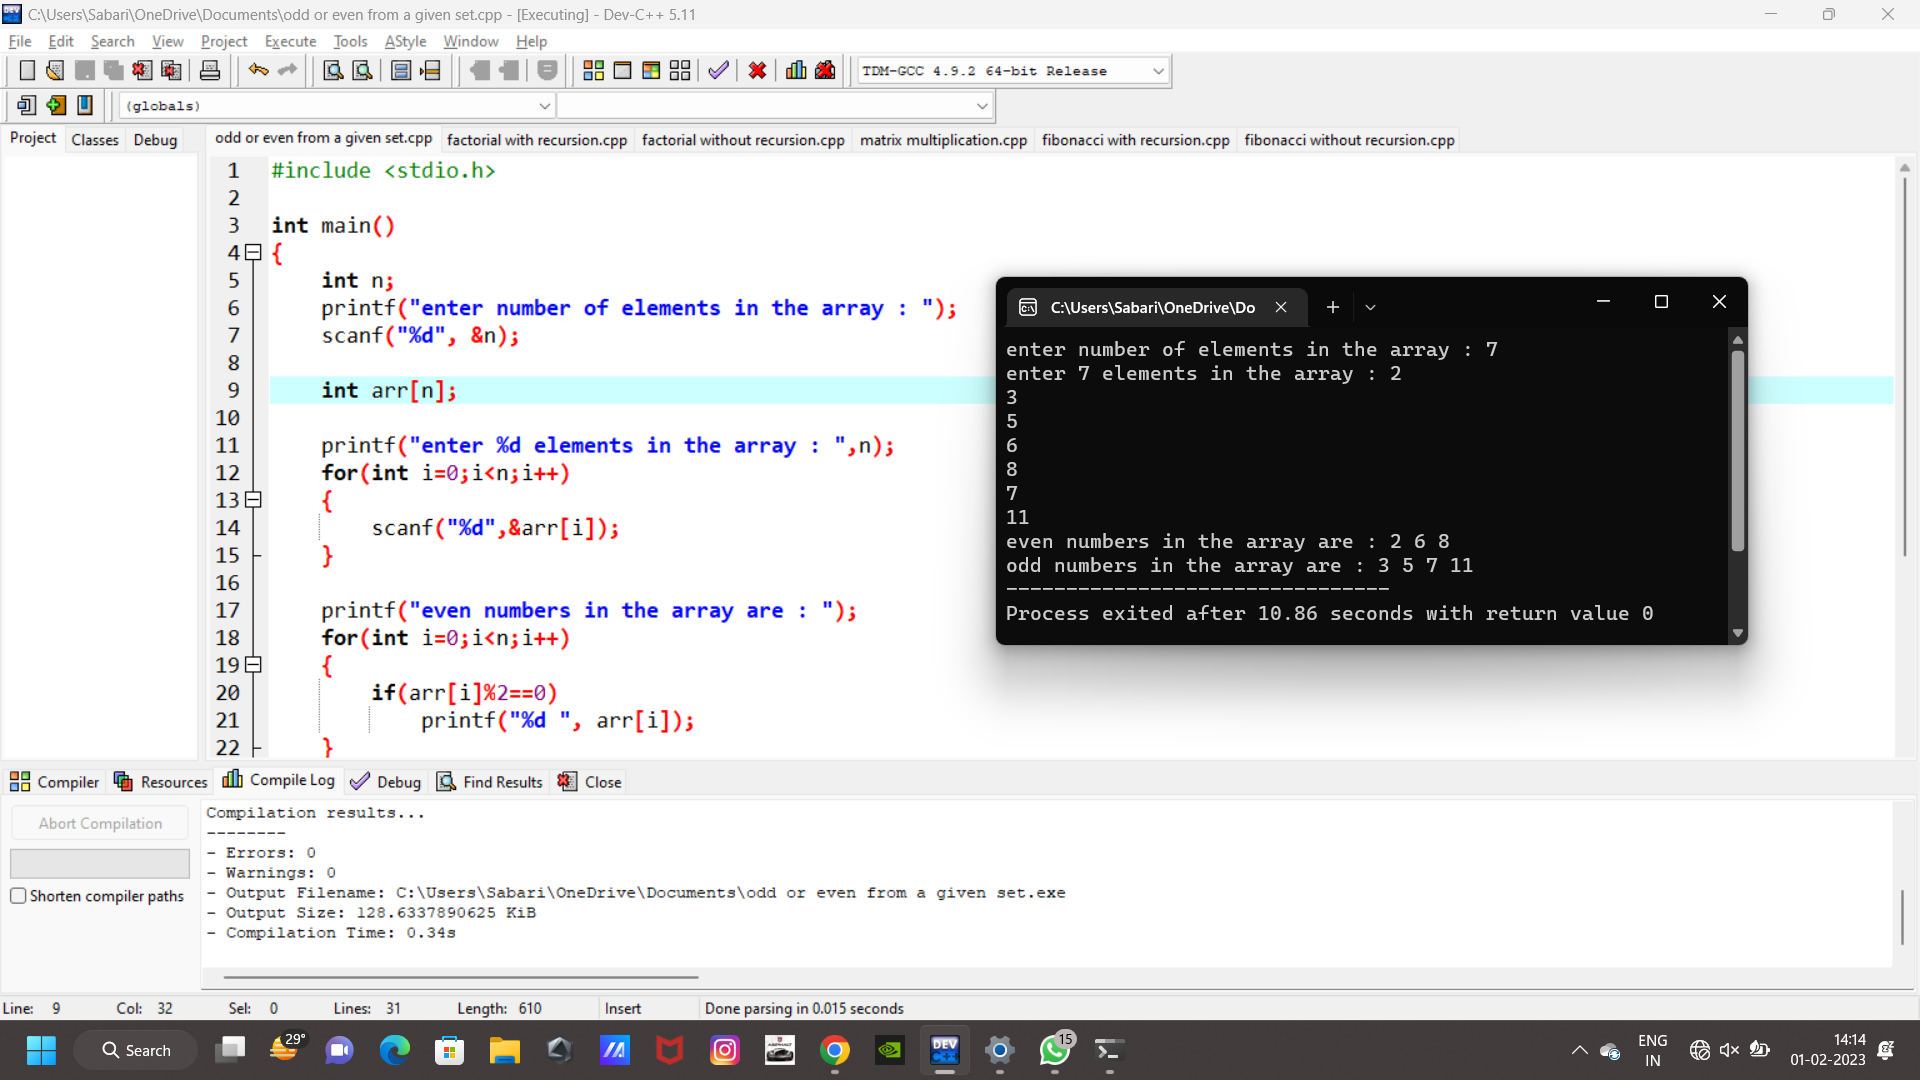 C:\Users\Sabari\OneDrive\Documents\odd or even from a given set.cpp - [Executing] - Dev-C++ 5.11
File Edit Search View Project Execute Tools AStyle Window Help
TDM-GCC 4.9.2 64-bit Release
(globals)
Project Classes Debug
odd or even from a given set.cpp factorial with recursion.cpp factorial without recursion.cpp matrix multiplication.cpp fibonacci with recursion.cpp fibonacci without recursion.cpp
1 #include <stdio.h>
2
3 int main()
4 {
5 int n;
6 printf("enter number of elements in the array : ");
7 scanf("%d", &n);
8
9 int arr[n];
10
11 printf("enter %d elements in the array : ",n);
12 for(int i=0;i<n;i++)
13 {
14 scanf("%d",&arr[i]);
15 }
16
17 printf("even numbers in the array are : ");
18 for(int i=0;i<n;i++)
19 {
20 if(arr[i]%2==0)
21 printf("%d ", arr[i]);
22 }
C:\Users\Sabari\OneDrive\Do
enter number of elements in the array : 7
enter 7 elements in the array : 2
3
5
6
8
7
11
even numbers in the array are : 2 6 8
odd numbers in the array are : 3 5 7 11
--------------------------------
Process exited after 10.86 seconds with return value 0
Compiler Resources Compile Log Debug Find Results Close
Abort Compilation
Shorten compiler paths
Compilation results...
--------
- Errors: 0
- Warnings: 0
- Output Filename: C:\Users\Sabari\OneDrive\Documents\odd or even from a given set.exe
- Output Size: 128.6337890625 KiB
- Compilation Time: 0.34s
Line: 9 Col: 32 Sel: 0 Lines: 31 Length: 610 Insert Done parsing in 0.015 seconds
Search
29°
DEV
15
ENG
IN
14:14
01-02-2023